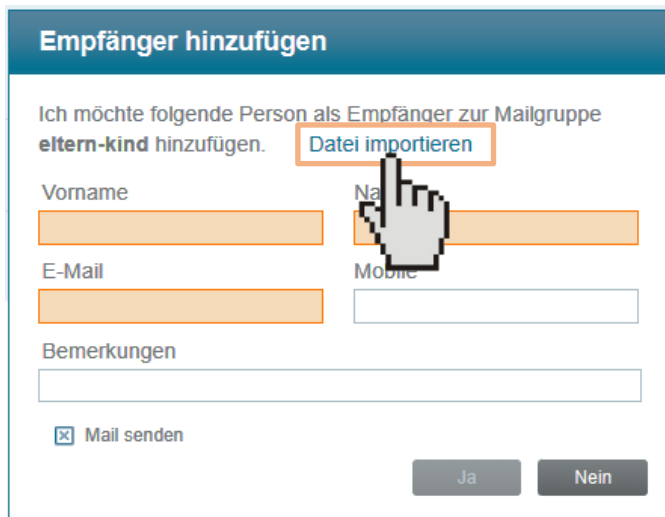 Empfänger hinzufügen
Ich möchte folgende Person als Empfänger zur Mailgruppe
eltern-kind hinzufügen. Datei importieren
Vorname
E-Mail Mobile
Bemerkungen
Mail senden
Ja Nein